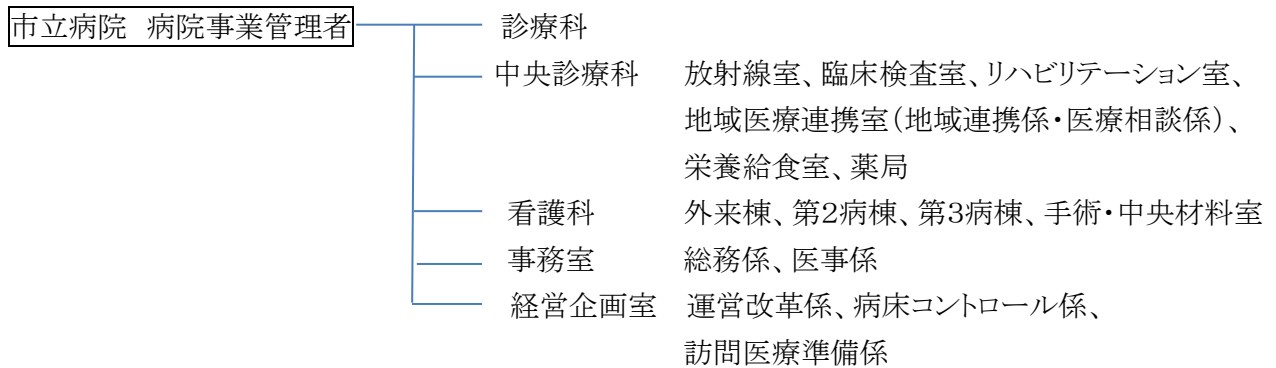 市立病院　病院事業管理者　診療科
中央診療科　放射線室、臨床検査室、リハビリテーション室、
地域医療連携室(地域連携係・医療相談係)、
栄養給食室、薬局
看護科　外来棟、第2病棟、第3病棟、手術・中央材料室
事務室　総務係、医事係
経営企画室　運営改革係、病床コントロール係、
訪問医療準備係